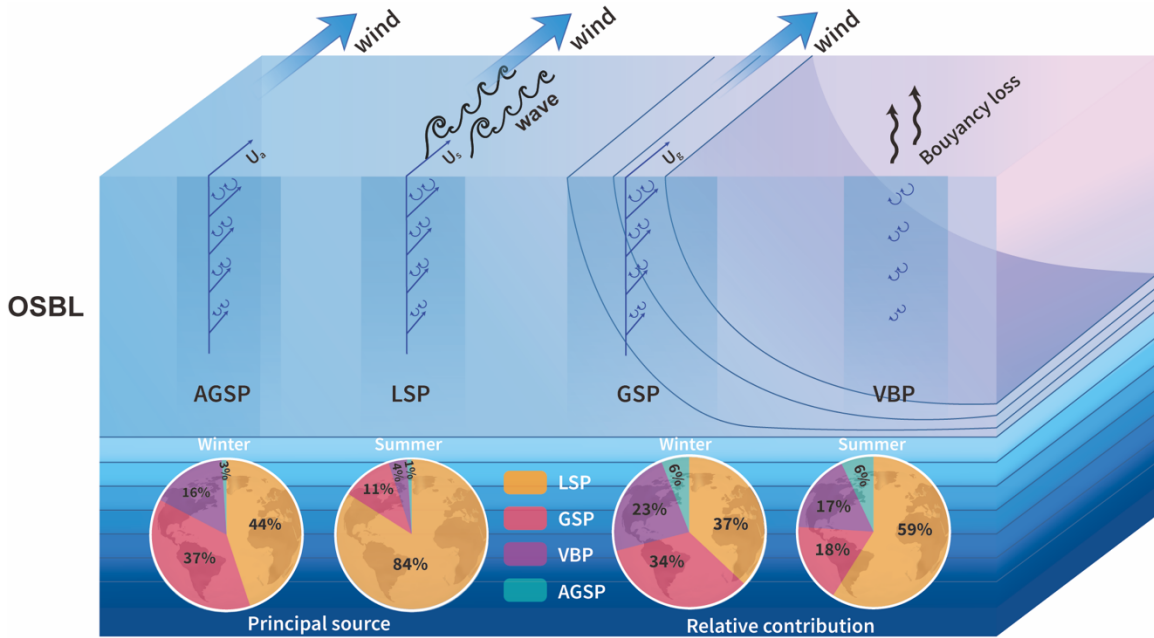 wind
wind
wind
wave
Bouyancy loss
Ua
Us
Ug
OSBL
AGSP
LSP
GSP
VBP
Winter
Summer
Winter
Summer
3%
16%
44%
37%
1%
4%
11%
84%
LSP
GSP
VBP
AGSP
6%
23%
37%
34%
6%
17%
59%
18%
Principal source
Relative contribution